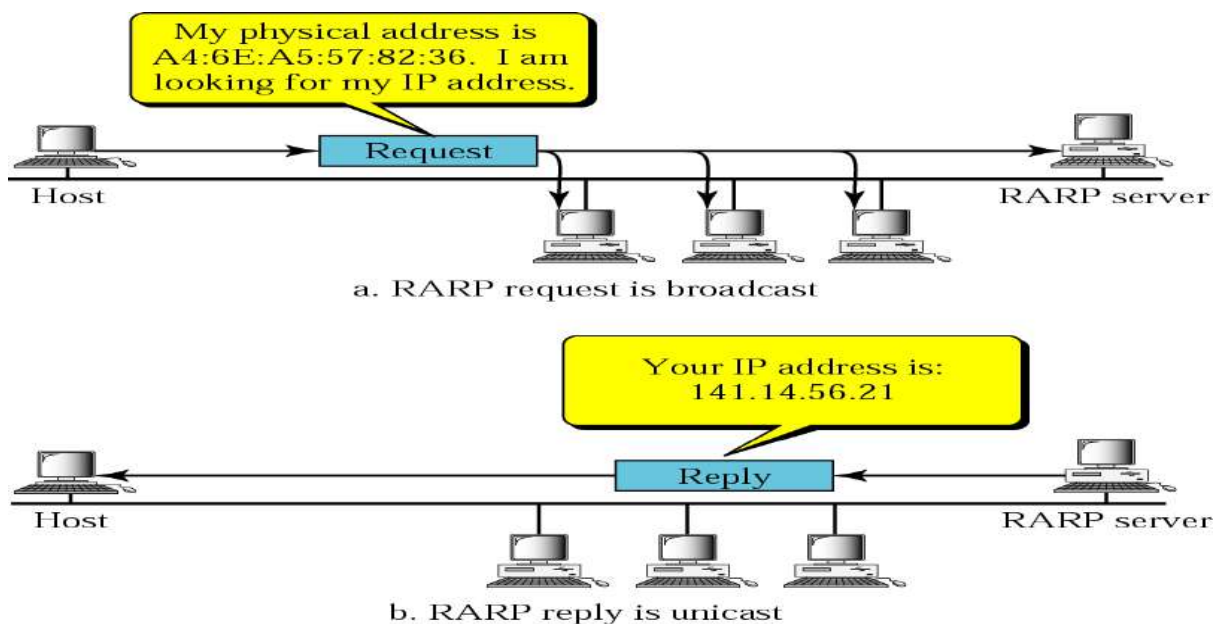 My physical address is
A4:6E:A5:57:82:36. I am
looking for my IP address.
Request
Host
RARP server
a. RARP request is broadcast
Your IP address is:
141.14.56.21
Reply
Host
RARP server
b. RARP reply is unicast